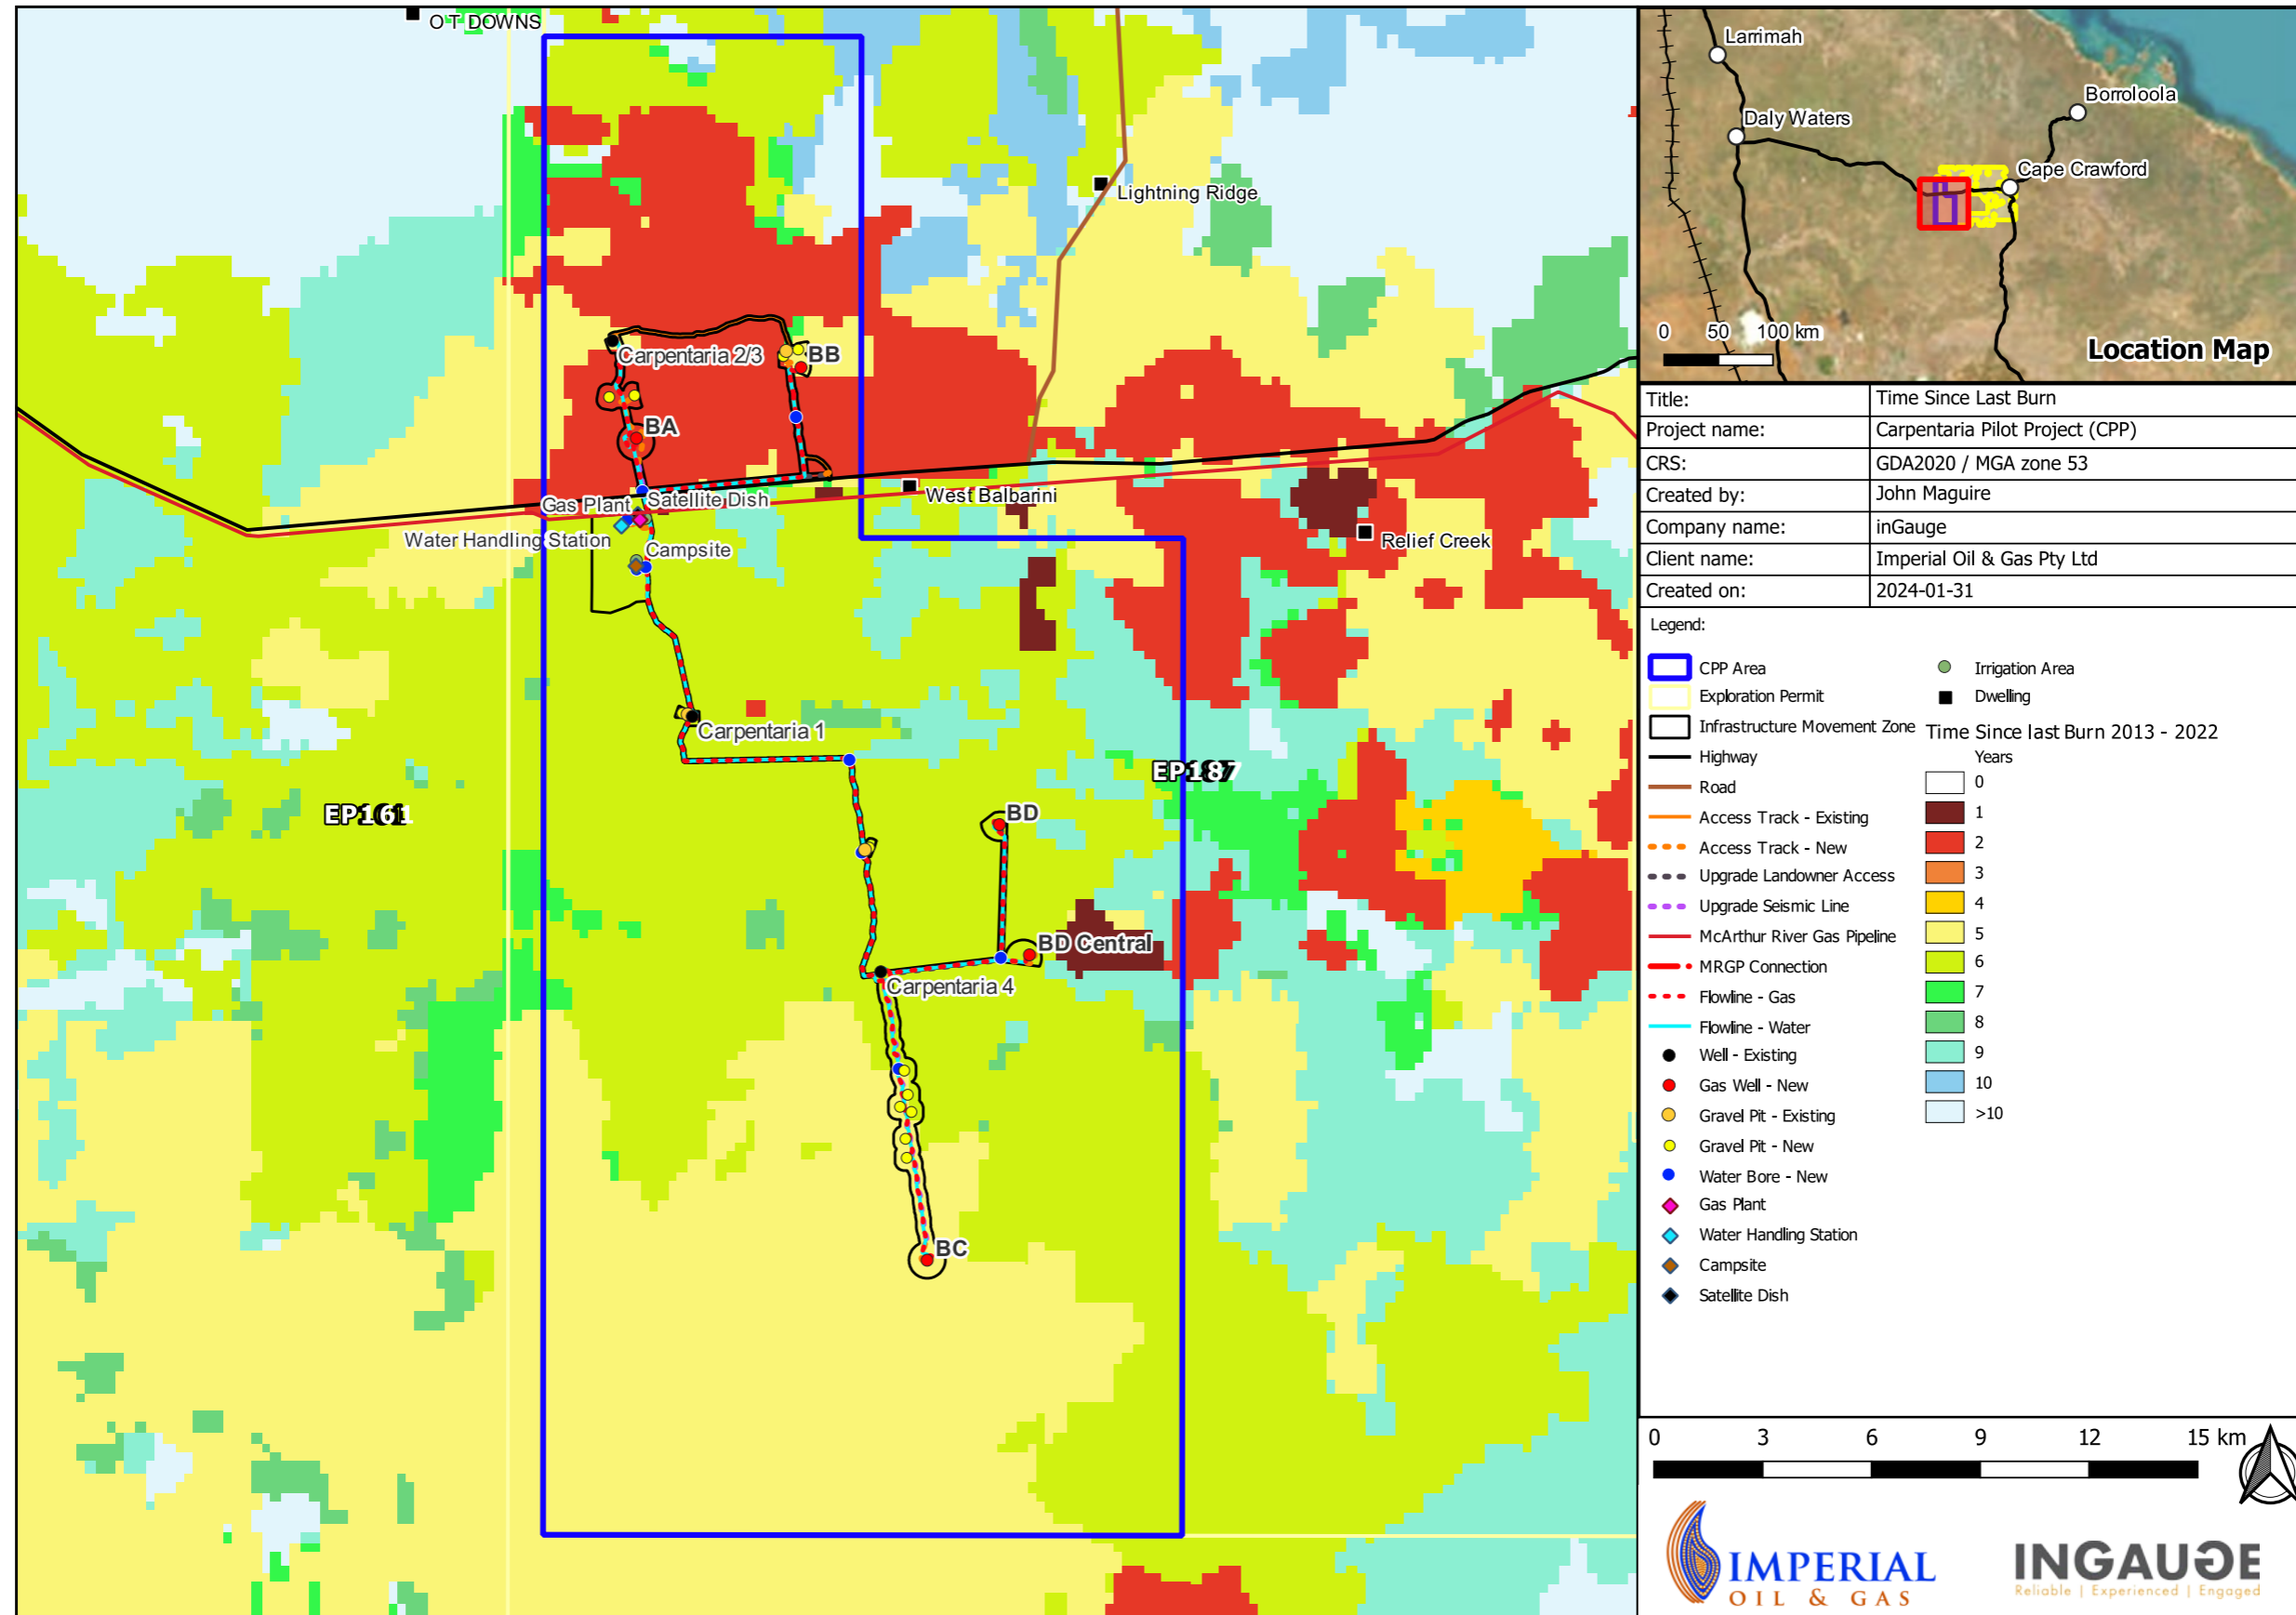 O T DOWNS
Lightning Ridge
Carpentaria 2/3
BB
BA
Gas Plant
Satellite Dish
West Balbarini
Water Handling Station
Campsite
Relief Creek
Carpentaria 1
EP187
EP161
BD
BD Central
Carpentaria 4
BC
Larrimah
Borroloola
Daly Waters
Cape Crawford
0 50 100 km
Location Map
Title: Time Since Last Burn
Project name: Carpentaria Pilot Project (CPP)
CRS: GDA2020 / MGA zone 53
Created by: John Maguire
Company name: inGauge
Client name: Imperial Oil & Gas Pty Ltd
Created on: 2024-01-31
Legend:
CPP Area
Exploration Permit
Infrastructure Movement Zone
Highway
Road
Access Track - Existing
Access Track - New
Upgrade Landowner Access
Upgrade Seismic Line
McArthur River Gas Pipeline
MRGP Connection
Flowline - Gas
Flowline - Water
Well - Existing
Gas Well - New
Gravel Pit - Existing
Gravel Pit - New
Water Bore - New
Gas Plant
Water Handling Station
Campsite
Satellite Dish
Irrigation Area
Dwelling
Time Since last Burn 2013 - 2022
Years
0
1
2
3
4
5
6
7
8
9
10
>10
0 3 6 9 12 15 km
IMPERIAL
OIL & GAS
INGAUGE
Reliable | Experienced | Engaged